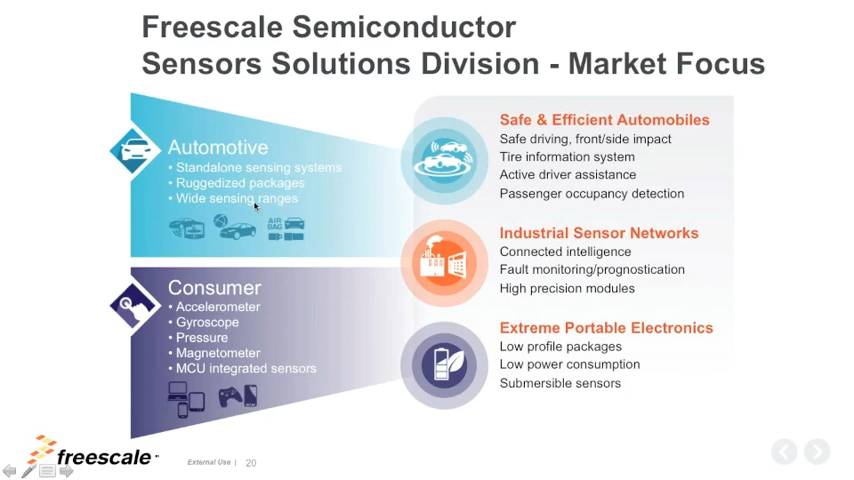 Freescale Semiconductor
Sensors Solutions Division - Market Focus
Automotive
• Standalone sensing systems
• Ruggedized packages
• Wide sensing ranges
AIR
BAG
Consumer
• Accelerometer
• Gyroscope
• Pressure
• Magnetometer
• MCU integrated sensors
Safe & Efficient Automobiles
Safe driving, front/side impact
Tire information system
Active driver assistance
Passenger occupancy detection
Industrial Sensor Networks
Connected intelligence
Fault monitoring/prognostication
High precision modules
Extreme Portable Electronics
Low profile packages
Low power consumption
Submersible sensors
freescale™
External Use | 20